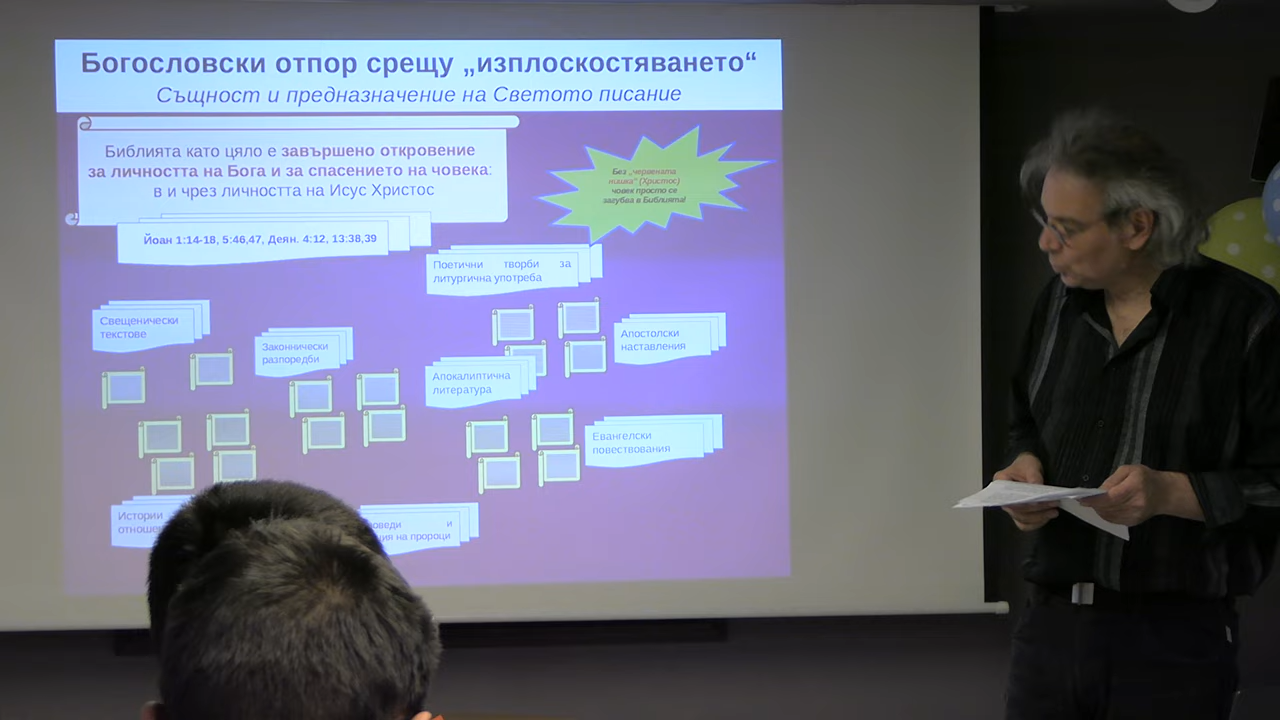 Богословски отпор срещу „изплоскостяването“
Същност и предназначение на Светото писание
Библията като цяло е завършено откровение
за личността на Бога и за спасението на човека:
в и чрез личността на Исус Христос
Без „червената
нишка“ (Христос)
човек просто се
загубва в Библията!
Йоан 1:14-18, 5:46,47, Деян. 4:12, 13:38,39
Поетични творби за
литургична употреба
Свещенически
текстове
Законнически
разпоредби
Апостолски
наставления
Апокалиптична
литература
Евангелски
повествования
Истории
и
на пророци